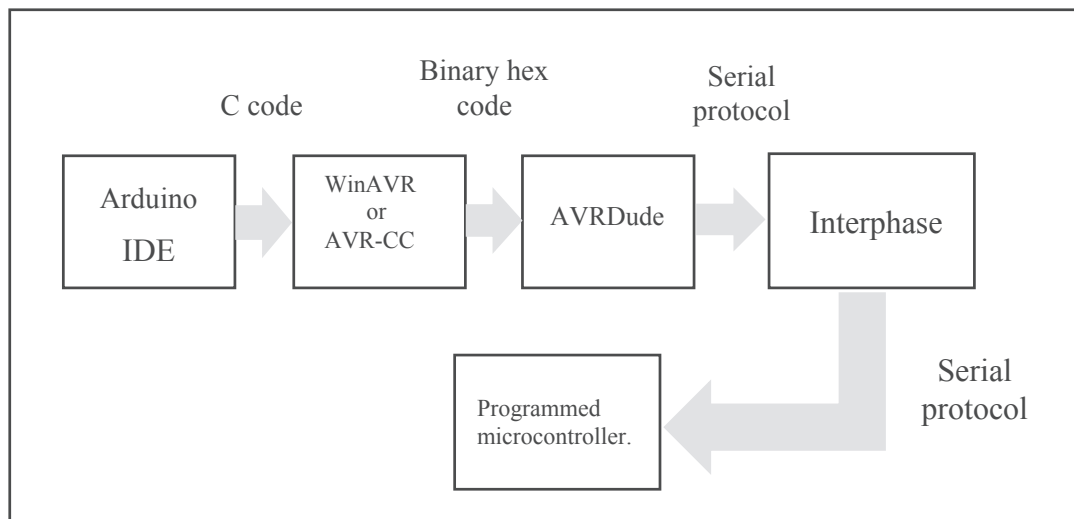 C code
Binary hex
code
Serial
protocol
Arduino
IDE
WinAVR
or
AVR-CC
AVRDude
Interphase
Serial
protocol
Programmed
microcontroller.